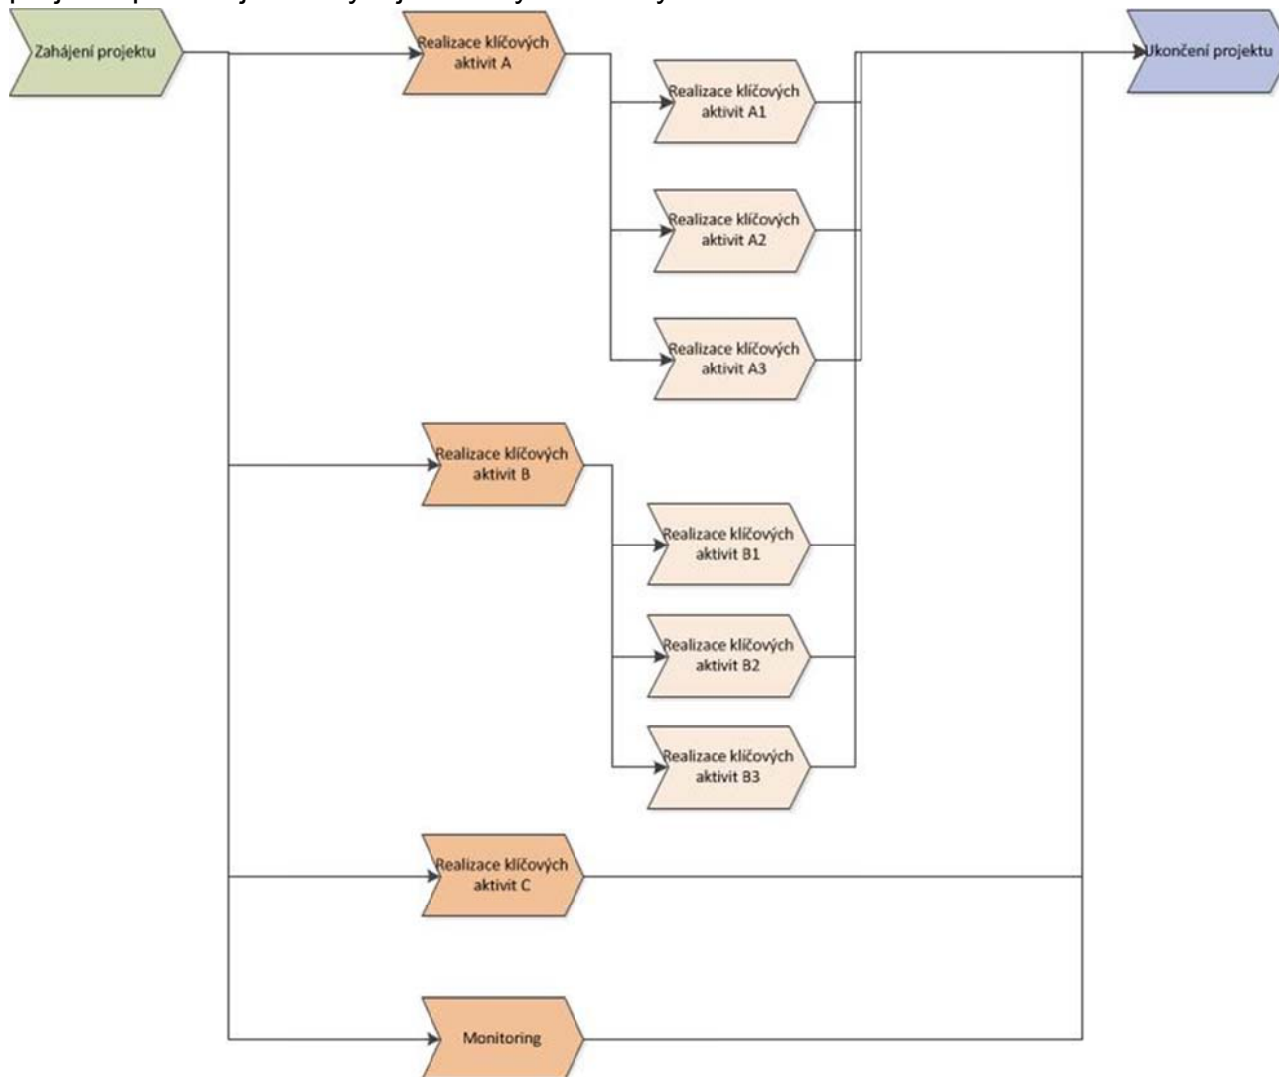 Zahájení projektu
Realizace klíčových
aktivit A
Realizace klíčových
aktivit A1
Realizace klíčových
aktivit A2
Realizace klíčových
aktivit A3
Realizace klíčových
aktivit B
Realizace klíčových
aktivit B1
Realizace klíčových
aktivit B2
Realizace klíčových
aktivit B3
Realizace klíčových
aktivit C
Monitoring
Ukončení projektu